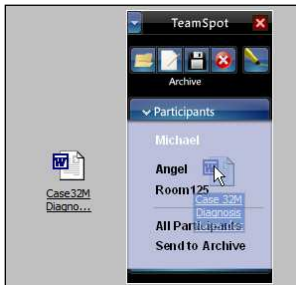 TeamSpot
Archive
Participants
Michael
Angel
Room125
Case 32M
Diagnosis
All Participants
Send to Archive
Case32M
Diagno...